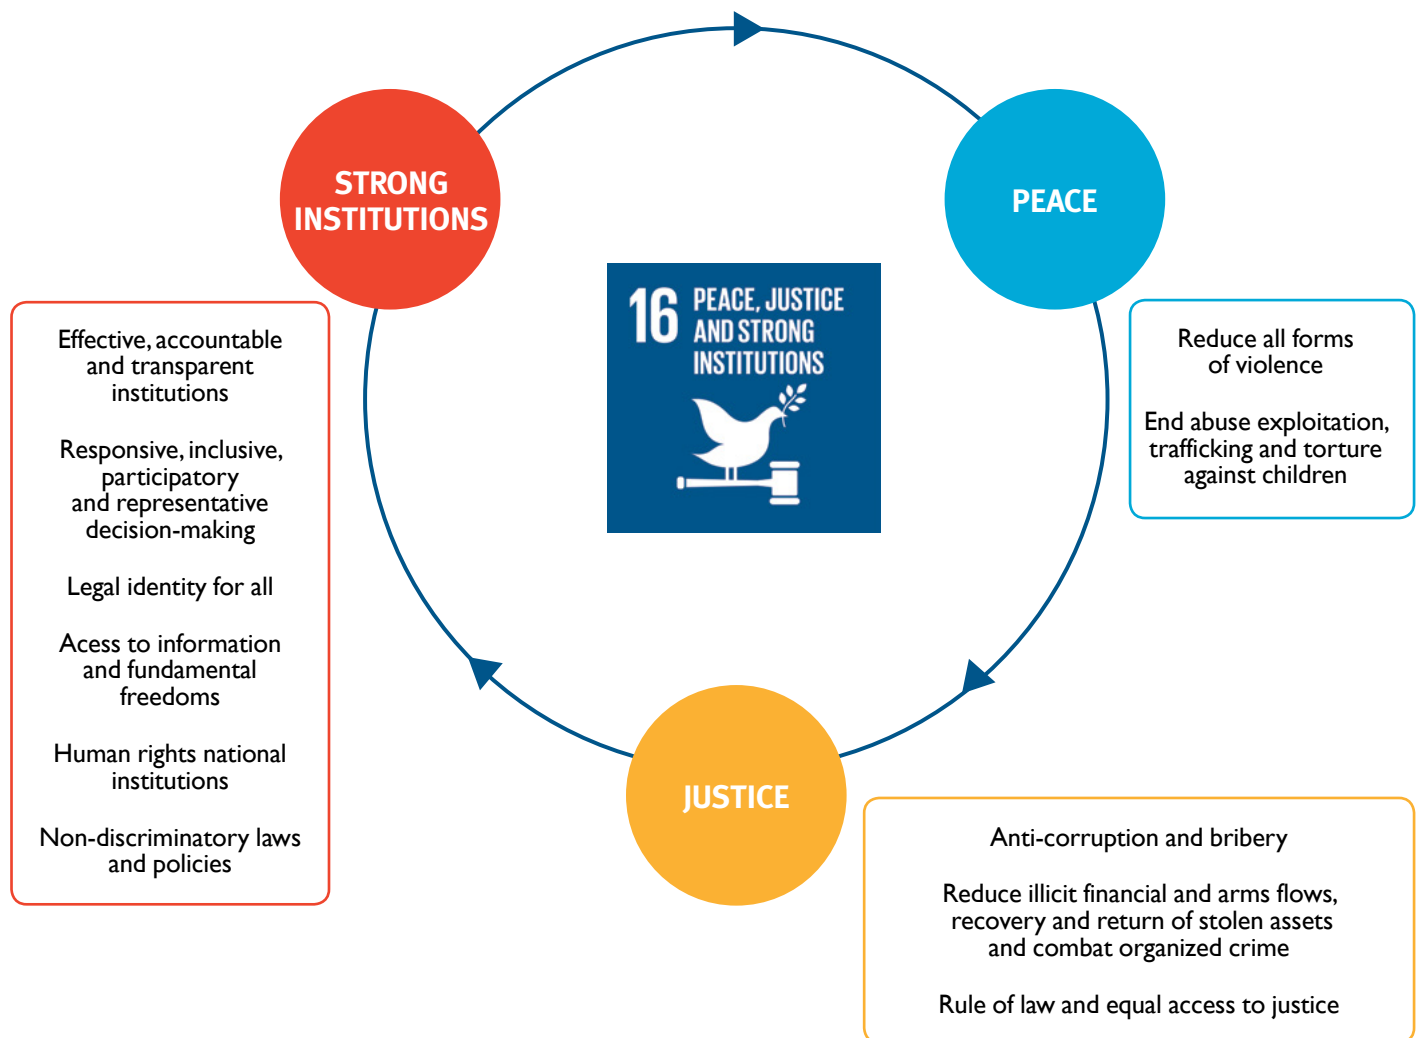 STRONG
INSTITUTIONS
PEACE
16 PEACE, JUSTICE
AND STRONG
INSTITUTIONS
Effective, accountable
and transparent
institutions
Responsive, inclusive,
participatory
and representative
decision-making
Legal identity for all
Acess to information
and fundamental
freedoms
Human rights national
institutions
Non-discriminatory laws
and policies
Reduce all forms
of violence
End abuse exploitation,
trafficking and torture
against children
JUSTICE
Anti-corruption and bribery
Reduce illicit financial and arms flows,
recovery and return of stolen assets
and combat organized crime
Rule of law and equal access to justice